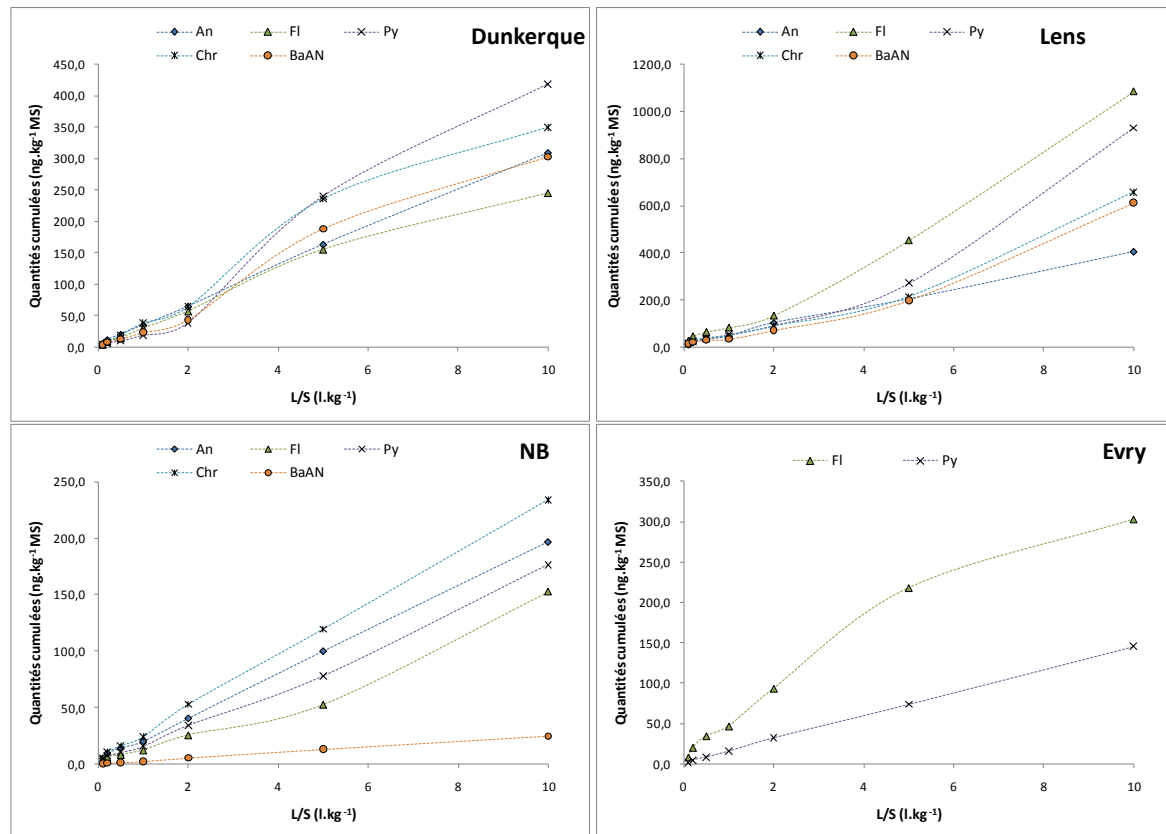 An Fl Py
Chr BaAN
Dunkerque
450,0
400,0
350,0
300,0
250,0
200,0
150,0
100,0
50,0
0,0
Quantités cumulées (ng.kg⁻¹ MS)
0 2 4 6 8 10
L/S (l.kg⁻¹)
An Fl Py
Chr BaAN
Lens
1200,0
1000,0
800,0
600,0
400,0
200,0
0,0
Quantités cumulées (ng.kg⁻¹ MS)
0 2 4 6 8 10
L/S (l.kg⁻¹)
An Fl Py
Chr BaAN
NB
250,0
200,0
150,0
100,0
50,0
0,0
Quantités cumulées (ng.kg⁻¹ MS)
0 2 4 6 8 10
L/S (l.kg⁻¹)
Fl Py
Evry
350,0
300,0
250,0
200,0
150,0
100,0
50,0
0,0
Quantités cumulées (ng.kg⁻¹ MS)
0 2 4 6 8 10
L/S (l.kg⁻¹)